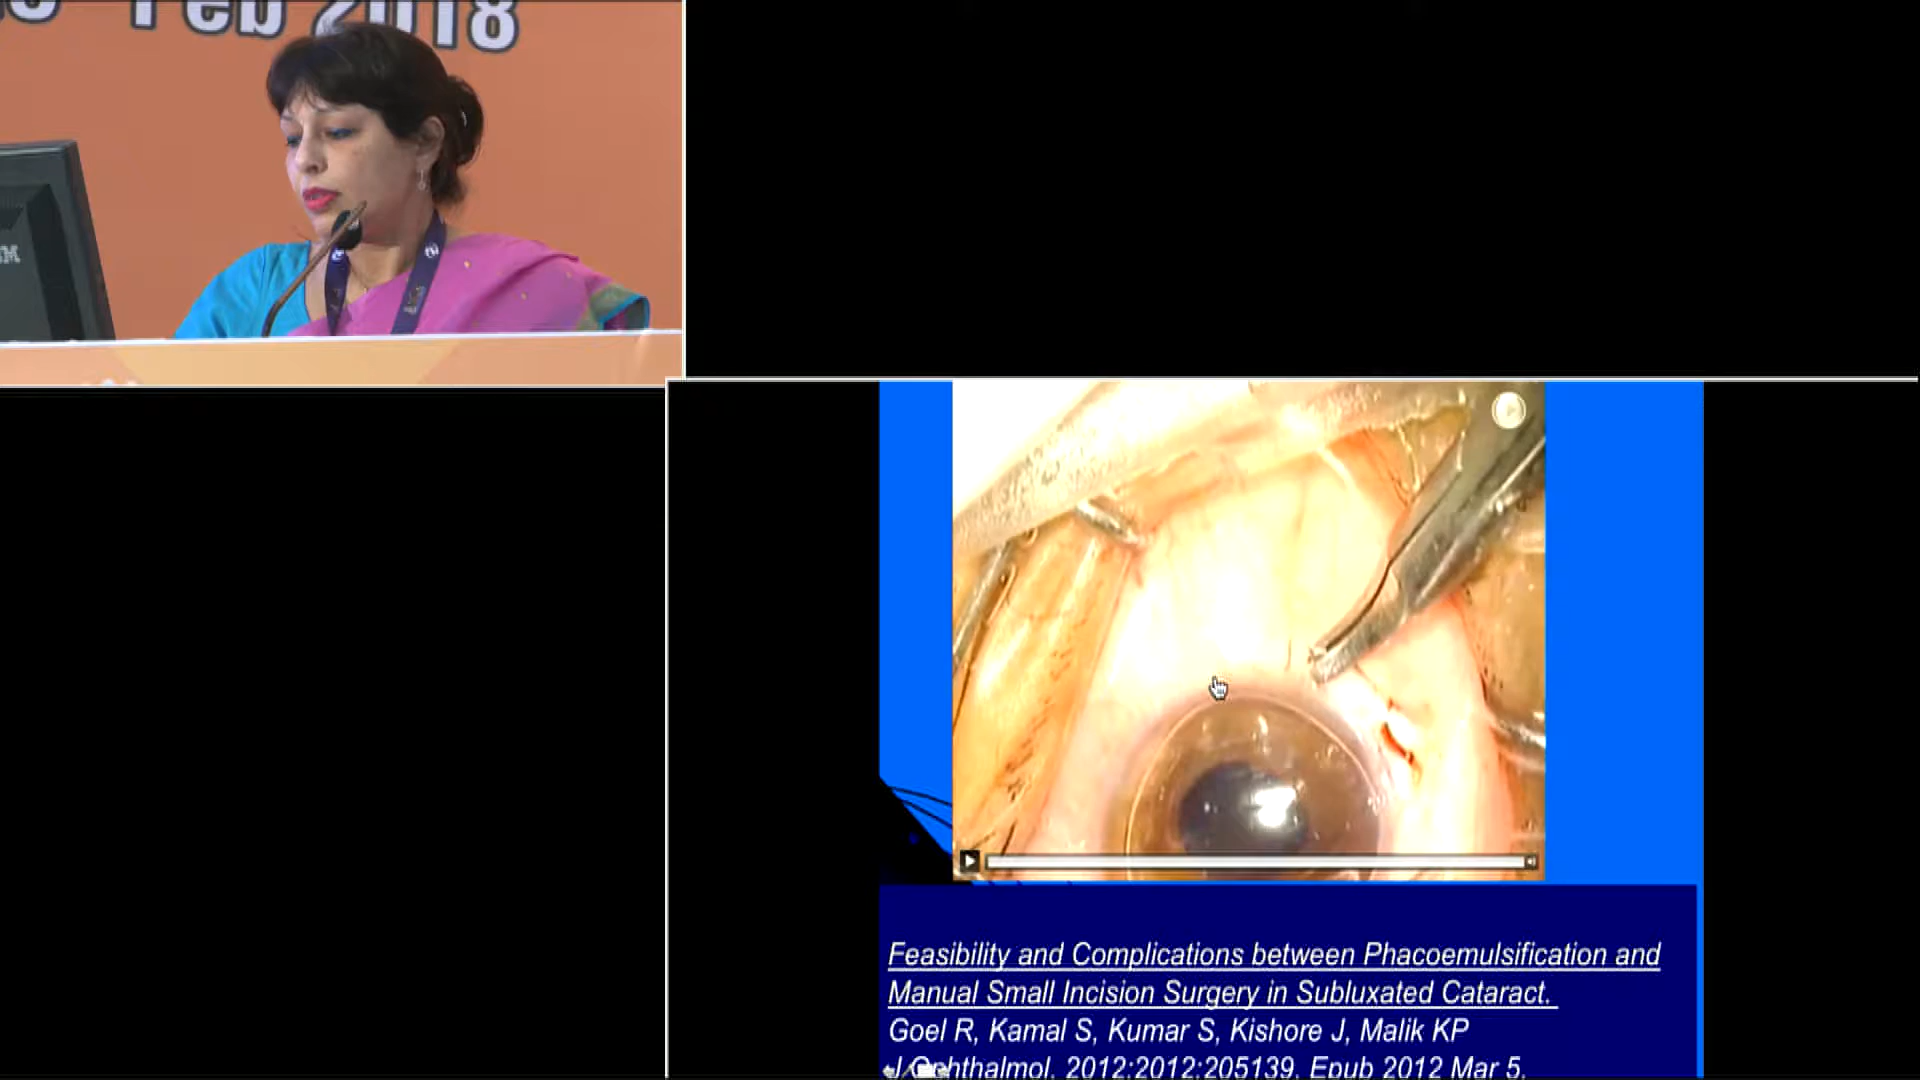 Feb 2018
Feasibility and Complications between Phacoemulsification and
Manual Small Incision Surgery in Subluxated Cataract.
Goel R, Kamal S, Kumar S, Kishore J, Malik KP
J Ophthalmol. 2012;2012:205139. Epub 2012 Mar 5.